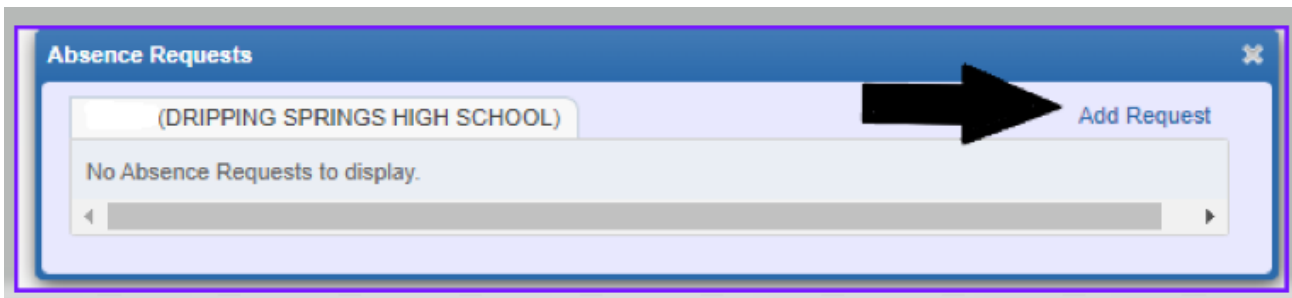 Absence Requests
(DRIPPING SPRINGS HIGH SCHOOL)
Add Request
No Absence Requests to display.